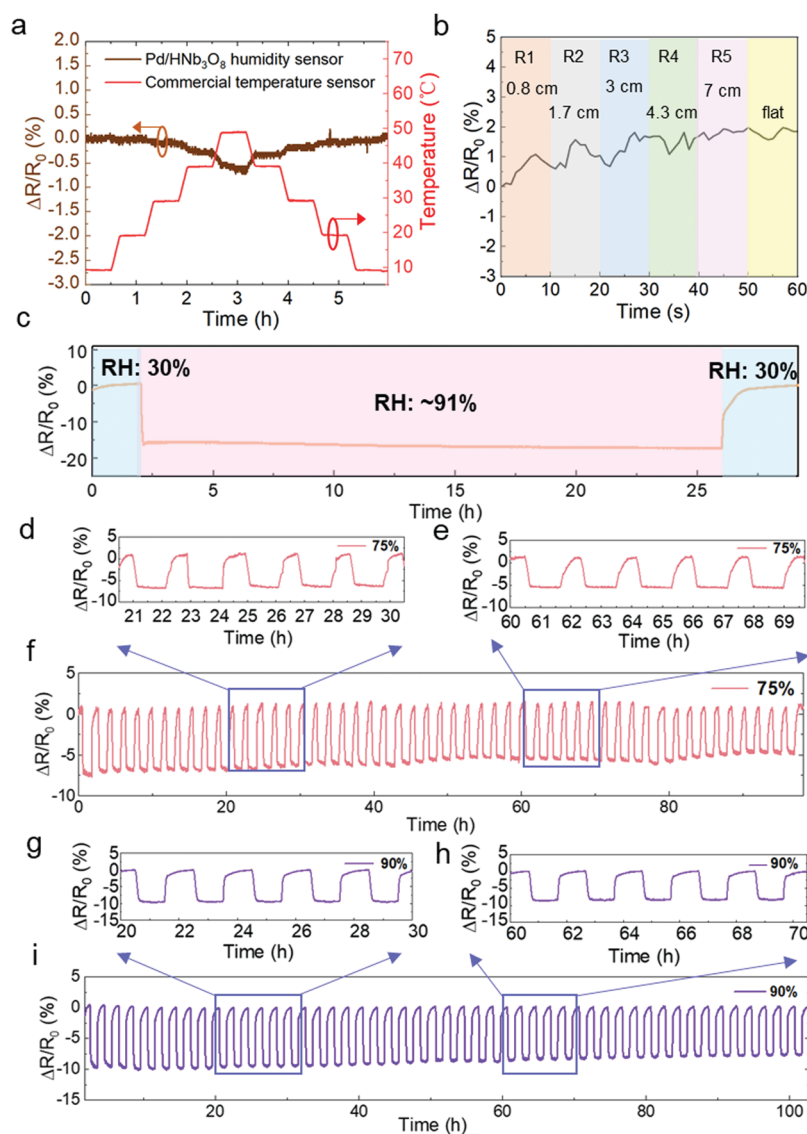 a
ΔR/R0 (%)
2.0
1.5
1.0
0.5
0.0
-0.5
-1.0
-1.5
-2.0
-2.5
-3.0
Pd/HNb3O8 humidity sensor
Commercial temperature sensor
70
60
50
40
30
20
10
Temperature (℃)
0 1 2 3 4 5
Time (h)
b
ΔR/R0 (%)
5
4
3
2
1
0
-1
-2
-3
R1 R2 R3 R4 R5
0.8 cm 1.7 cm 3 cm 4.3 cm 7 cm flat
0 10 20 30 40 50 60
Time (s)
c
ΔR/R0 (%)
10
0
-10
-20
RH: 30% RH: ~91% RH: 30%
0 5 10 15 20 25
Time (h)
d
ΔR/R0 (%)
5
0
-5
-10
75%
21 22 23 24 25 26 27 28 29 30
Time (h)
e
ΔR/R0 (%)
5
0
-5
-10
75%
60 61 62 63 64 65 66 67 68 69
Time (h)
f
ΔR/R0 (%)
5
0
-5
-10
75%
0 20 40 60 80
Time (h)
g
ΔR/R0 (%)
5
0
-5
-10
-15
90%
20 22 24 26 28 30
Time (h)
h
ΔR/R0 (%)
5
0
-5
-10
-15
90%
60 62 64 66 68 70
Time (h)
i
ΔR/R0 (%)
5
0
-5
-10
-15
90%
20 40 60 80 100
Time (h)